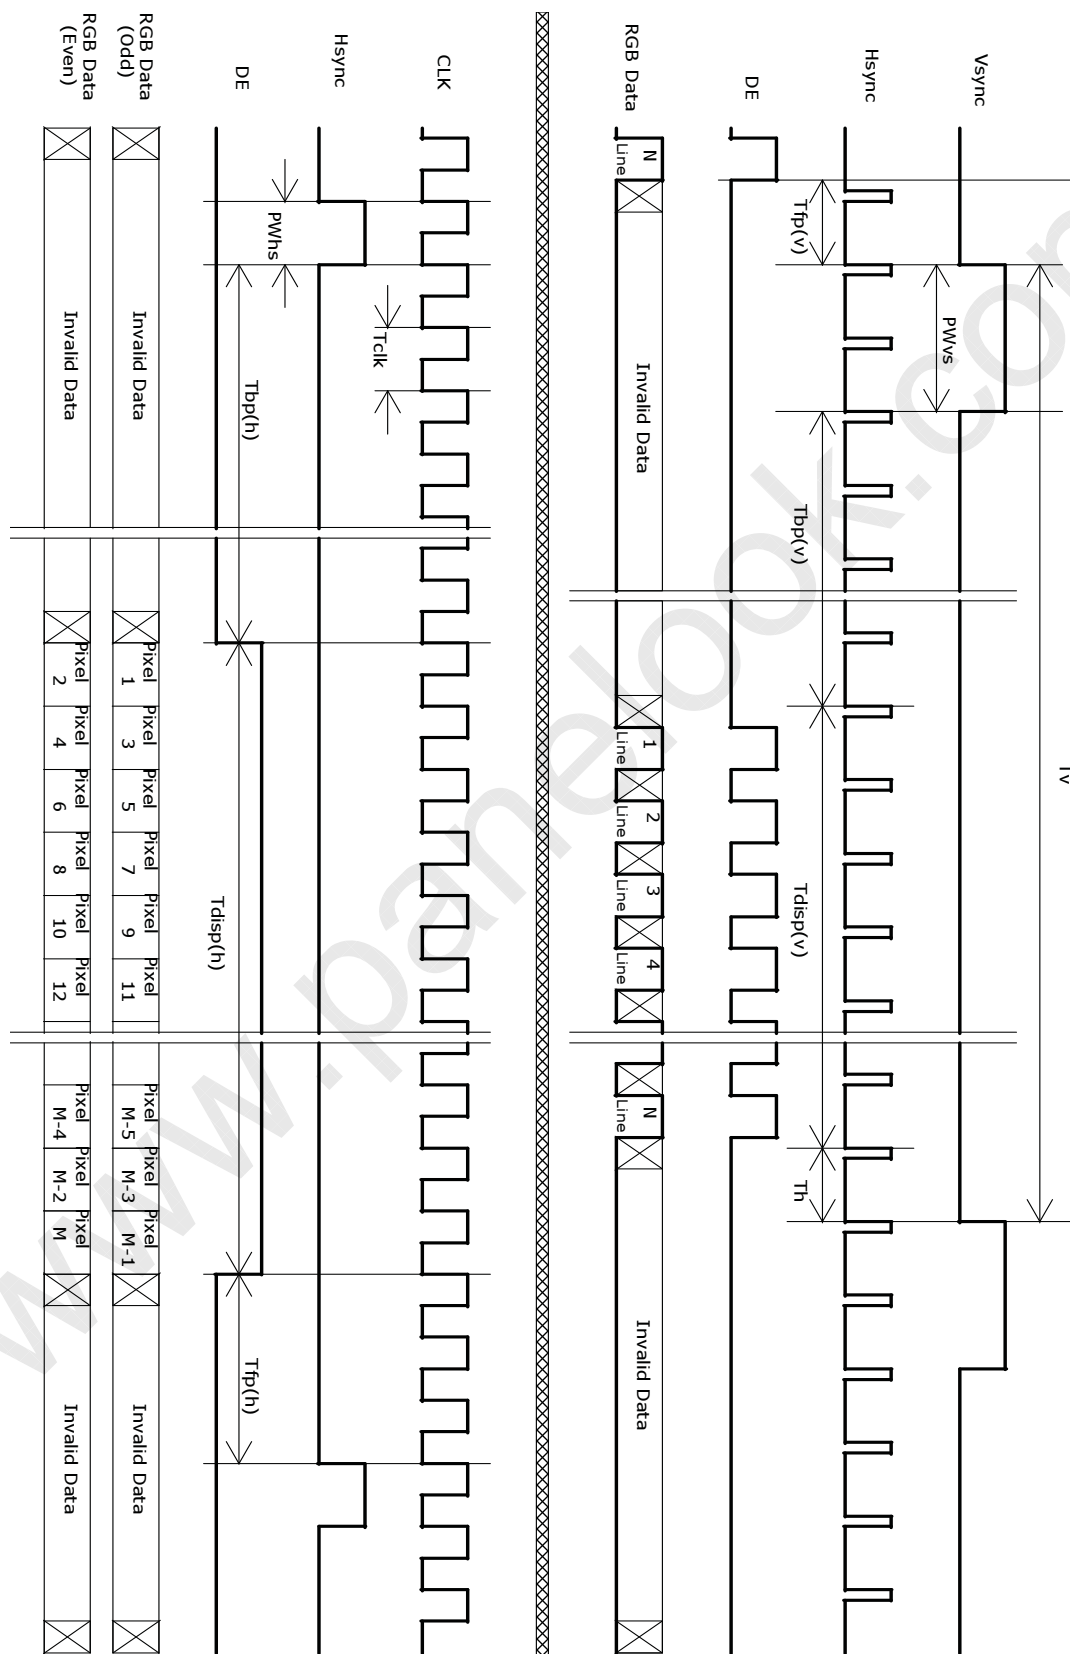 Vsync
Tv
PWvs
Hsync
Tfp(v)
Tbp(v)
Tdisp(v)
Th
DE
RGB Data
N
Line
Invalid Data
1
Line
2
Line
3
Line
4
Line
N
Line
Invalid Data
CLK
Tclk
Hsync
PWhs
Tbp(h)
DE
Tdisp(h)
Tfp(h)
RGB Data
(Odd)
Invalid Data
Pixel
1
Pixel
3
Pixel
5
Pixel
7
Pixel
9
Pixel
11
Pixel
M-5
Pixel
M-3
Pixel
M-1
Invalid Data
RGB Data
(Even)
Invalid Data
Pixel
2
Pixel
4
Pixel
6
Pixel
8
Pixel
10
Pixel
12
Pixel
M-4
Pixel
M-2
Pixel
M
Invalid Data
www.panelook.com